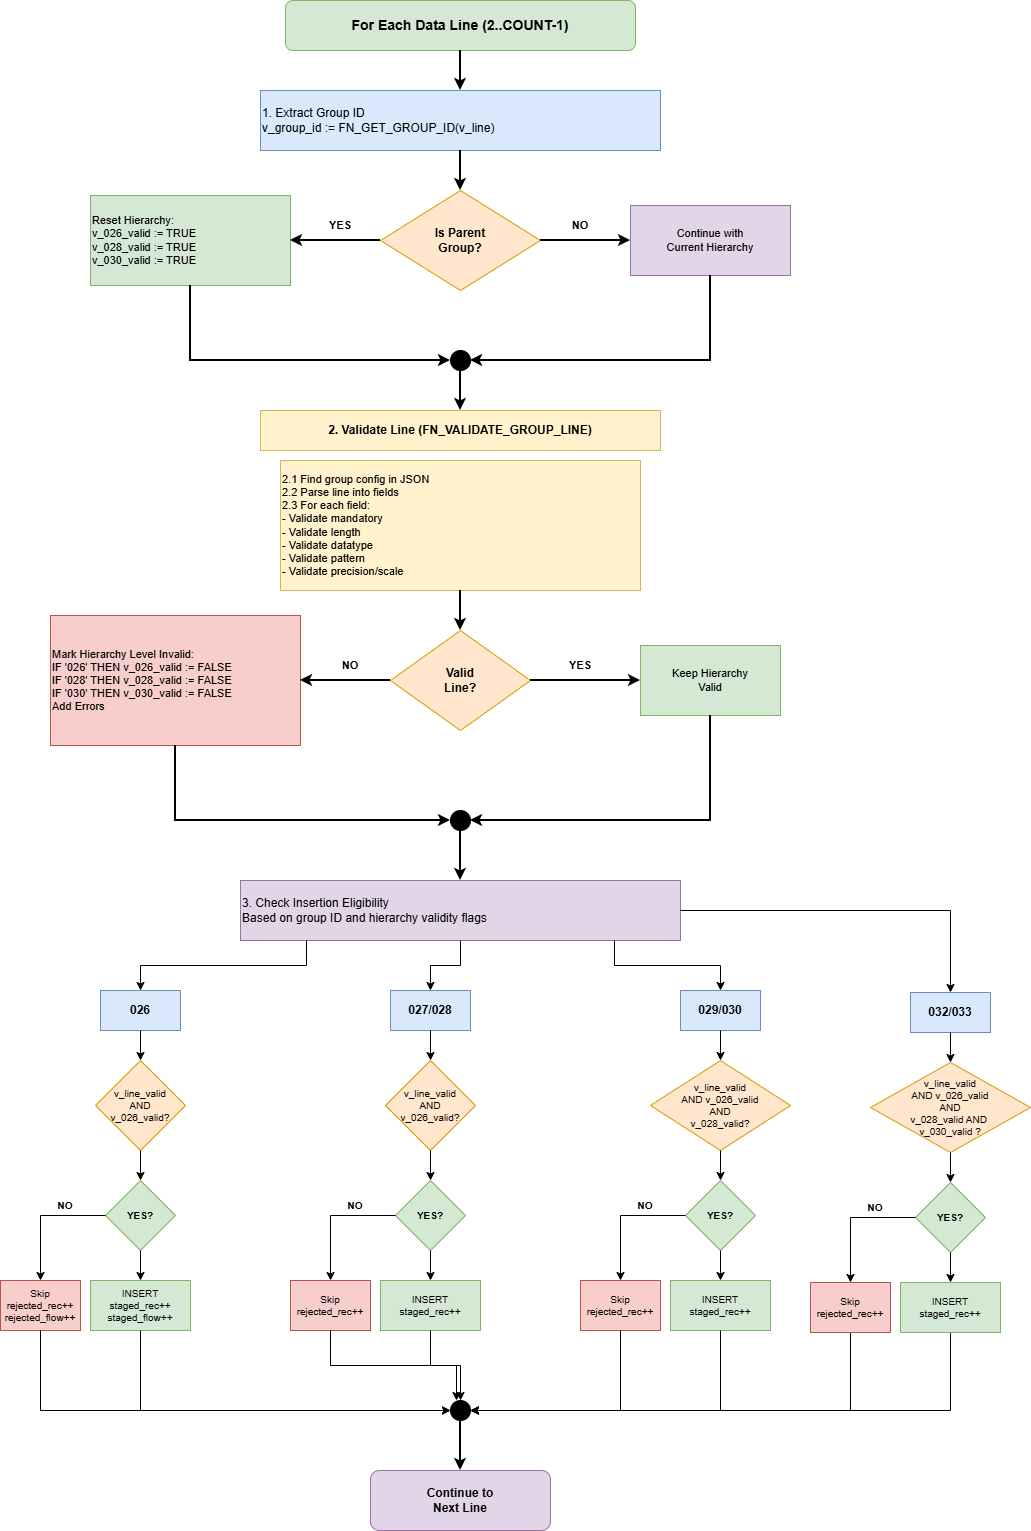 For Each Data Line (2..COUNT-1)
1. Extract Group ID
v_group_id := FN_GET_GROUP_ID(v_line)
Is Parent
Group?
YES
NO
Reset Hierarchy:
v_026_valid := TRUE
v_028_valid := TRUE
v_030_valid := TRUE
Continue with
Current Hierarchy
2. Validate Line (FN_VALIDATE_GROUP_LINE)
2.1 Find group config in JSON
2.2 Parse line into fields
2.3 For each field:
- Validate mandatory
- Validate length
- Validate datatype
- Validate pattern
- Validate precision/scale
Valid
Line?
NO
YES
Mark Hierarchy Level Invalid:
IF '026' THEN v_026_valid := FALSE
IF '028' THEN v_028_valid := FALSE
IF '030' THEN v_030_valid := FALSE
Add Errors
Keep Hierarchy
Valid
3. Check Insertion Eligibility
Based on group ID and hierarchy validity flags
026
v_line_valid
AND
v_026_valid?
YES?
NO
Skip
rejected_rec++
rejected_flow++
INSERT
staged_rec++
staged_flow++
027/028
v_line_valid
AND
v_026_valid?
YES?
NO
Skip
rejected_rec++
INSERT
staged_rec++
029/030
v_line_valid
AND v_026_valid
AND
v_028_valid?
YES?
NO
Skip
rejected_rec++
INSERT
staged_rec++
032/033
v_line_valid
AND v_026_valid
AND
v_028_valid AND
v_030_valid ?
YES?
NO
Skip
rejected_rec++
INSERT
staged_rec++
Continue to
Next Line